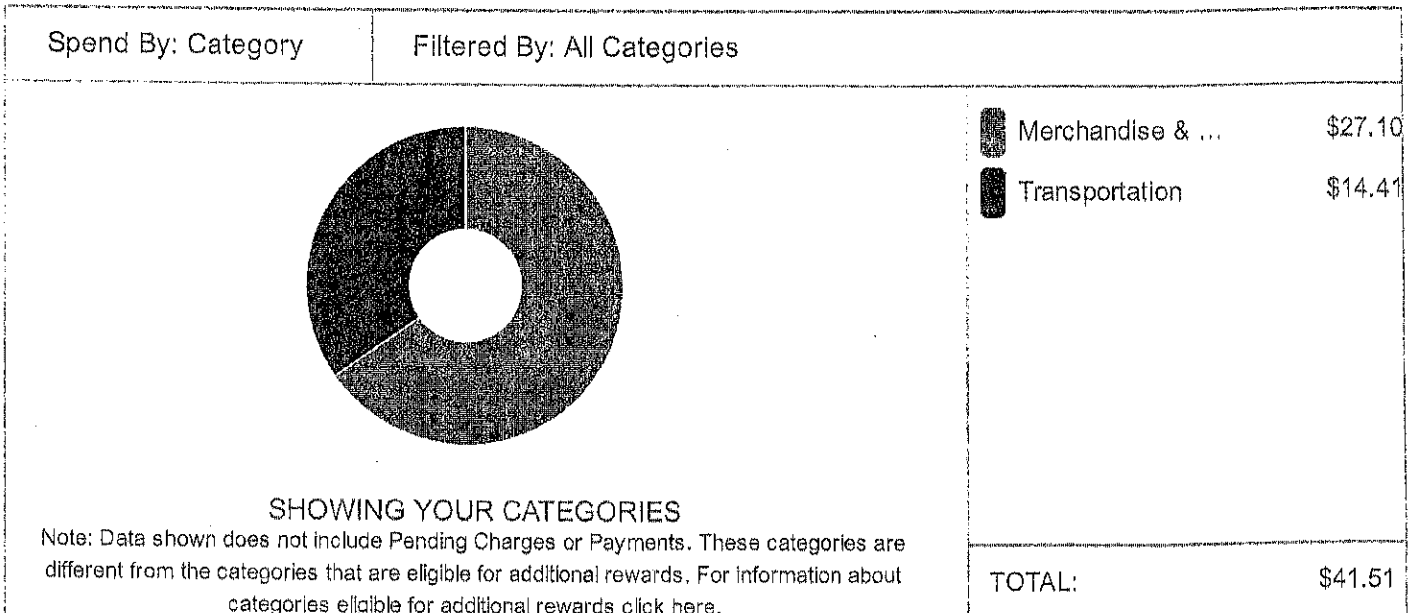 Spend By: Category
Filtered By: All Categories
Merchandise & ... $27.10
Transportation $14.41
SHOWING YOUR CATEGORIES
Note: Data shown does not include Pending Charges or Payments. These categories are
different from the categories that are eligible for additional rewards. For information about
categories eligible for additional rewards click here.
TOTAL: $41.51